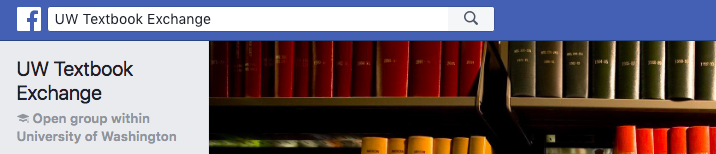 UW Textbook Exchange
UW Textbook
Exchange
Open group within
University of Washington